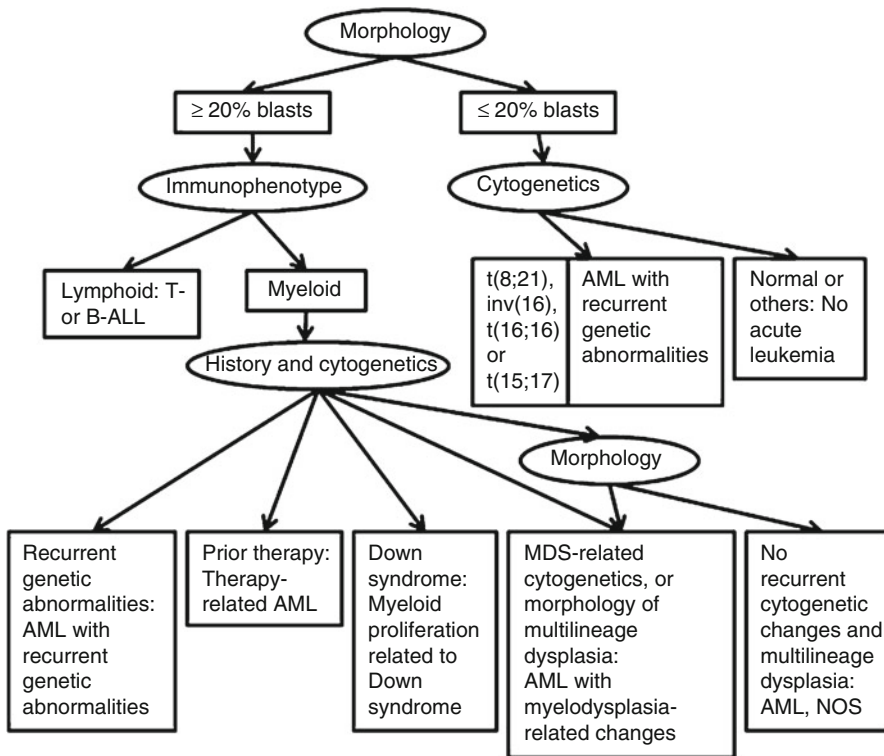 Morphology
≥ 20% blasts
≤ 20% blasts
Immunophenotype
Cytogenetics
Lymphoid: T-
or B-ALL
Myeloid
t(8;21),
inv(16),
t(16;16)
or
t(15;17)
AML with
recurrent
genetic
abnormalities
Normal or
others: No
acute
leukemia
History and cytogenetics
Morphology
Recurrent
genetic
abnormalities:
AML with
recurrent
genetic
abnormalities
Prior therapy:
Therapy-
related AML
Down
syndrome:
Myeloid
proliferation
related to
Down
syndrome
MDS-related
cytogenetics, or
morphology of
multilineage
dysplasia:
AML with
myelodysplasia-
related changes
No
recurrent
cytogenetic
changes and
multilineage
dysplasia:
AML, NOS